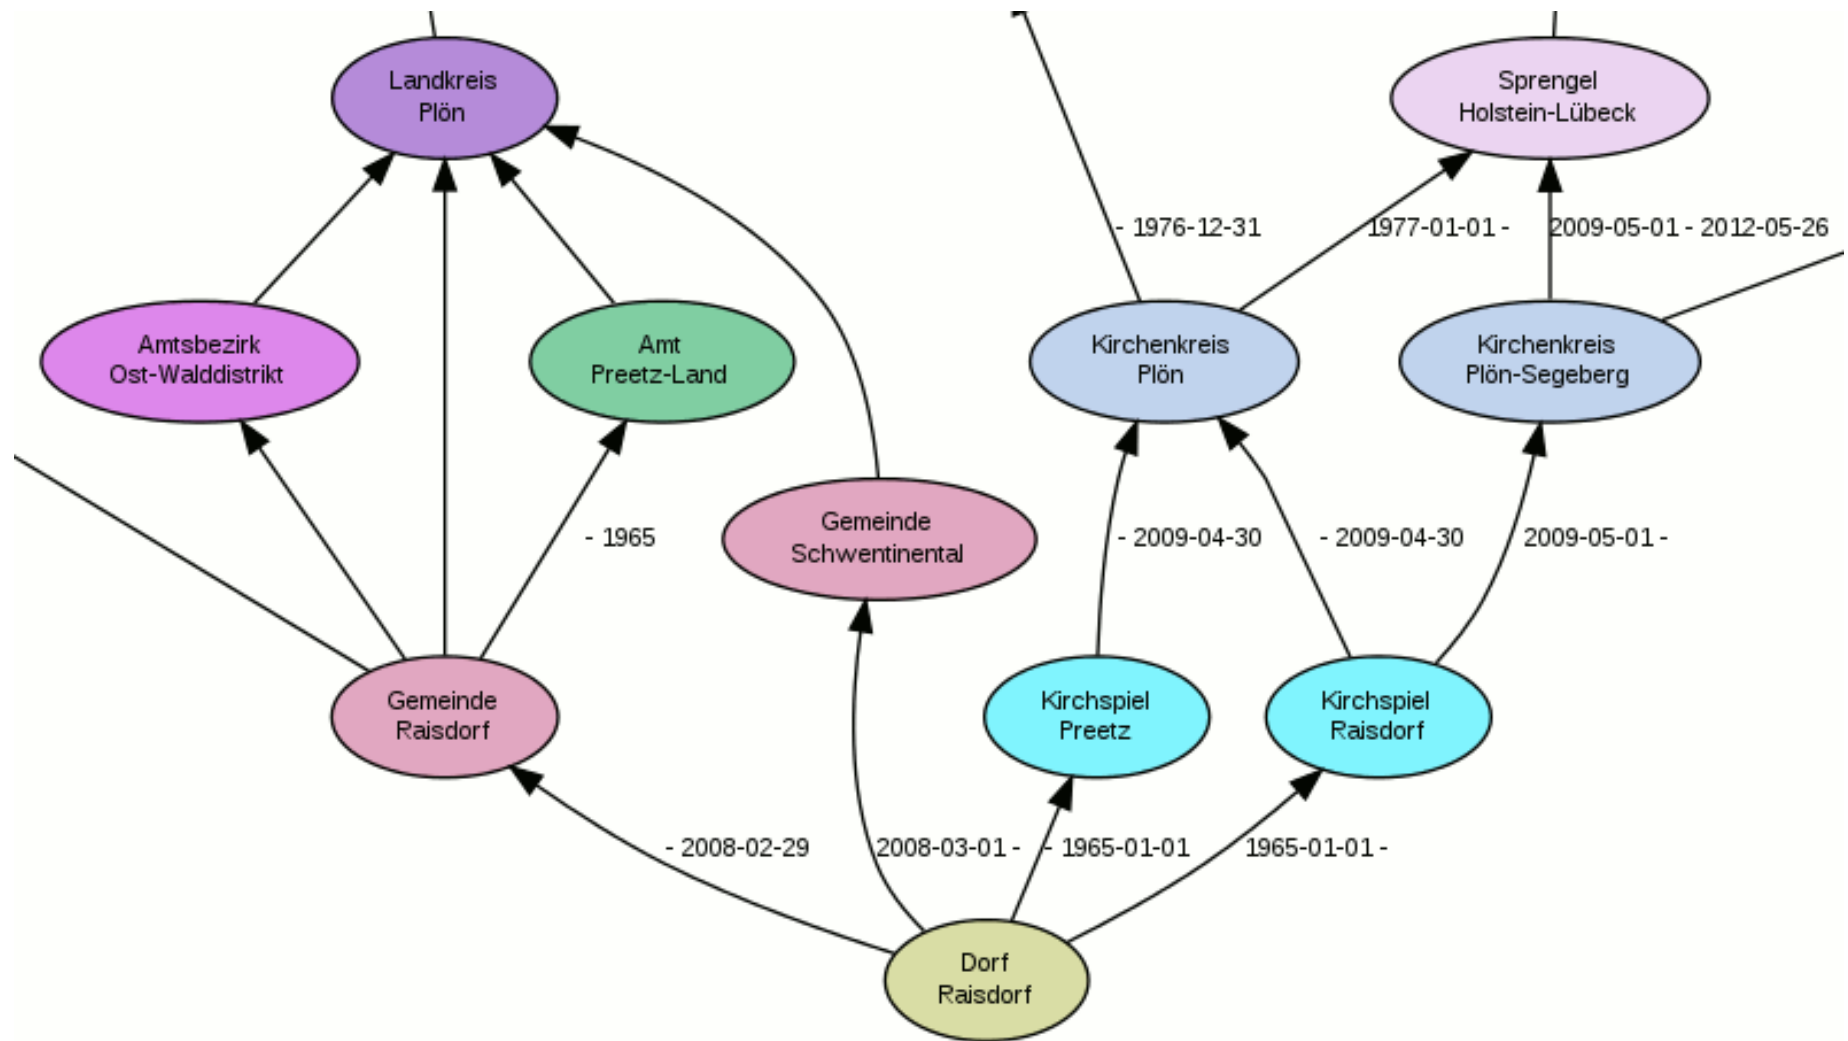 Landkreis
Plön
Sprengel
Holstein-Lübeck
- 1976-12-31
1977-01-01 -
2009-05-01 - 2012-05-26
Amtsbezirk
Ost-Walddistrikt
Amt
Preetz-Land
Kirchenkreis
Plön
Kirchenkreis
Plön-Segeberg
- 1965
Gemeinde
Schwentinental
- 2009-04-30
- 2009-04-30
2009-05-01 -
Gemeinde
Raisdorf
Kirchspiel
Preetz
Kirchspiel
Raisdorf
- 2008-02-29
2008-03-01 -
- 1965-01-01
1965-01-01 -
Dorf
Raisdorf